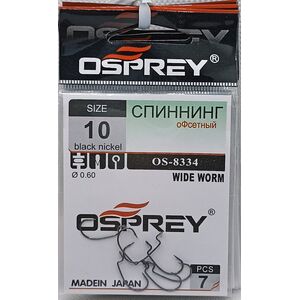 OSPREY®
SIZE
10
black nickel
Ø 0.60
СПИННИНГ
оФсетный
OS-8334
WIDE WORM
OSPREY
MADEIN JAPAN
PCS
7